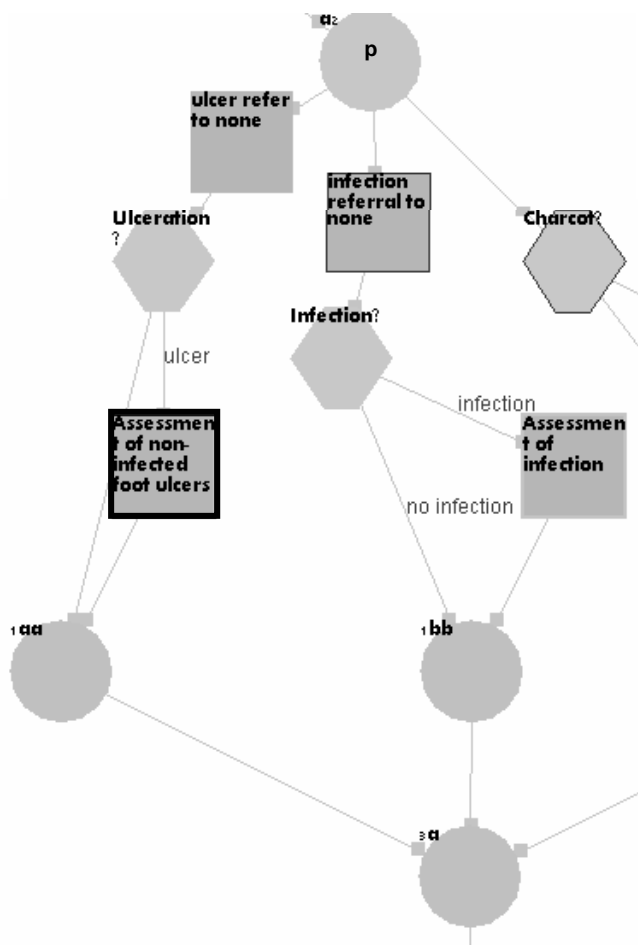 a2
p
ulcer refer
to none
infection
referral to
none
Ulceration
?
Charcot?
Infection?
ulcer
infection
Assessmen
t of non-
infected
foot ulcers
Assessmen
t of
infection
no infection
1aa
1bb
3a